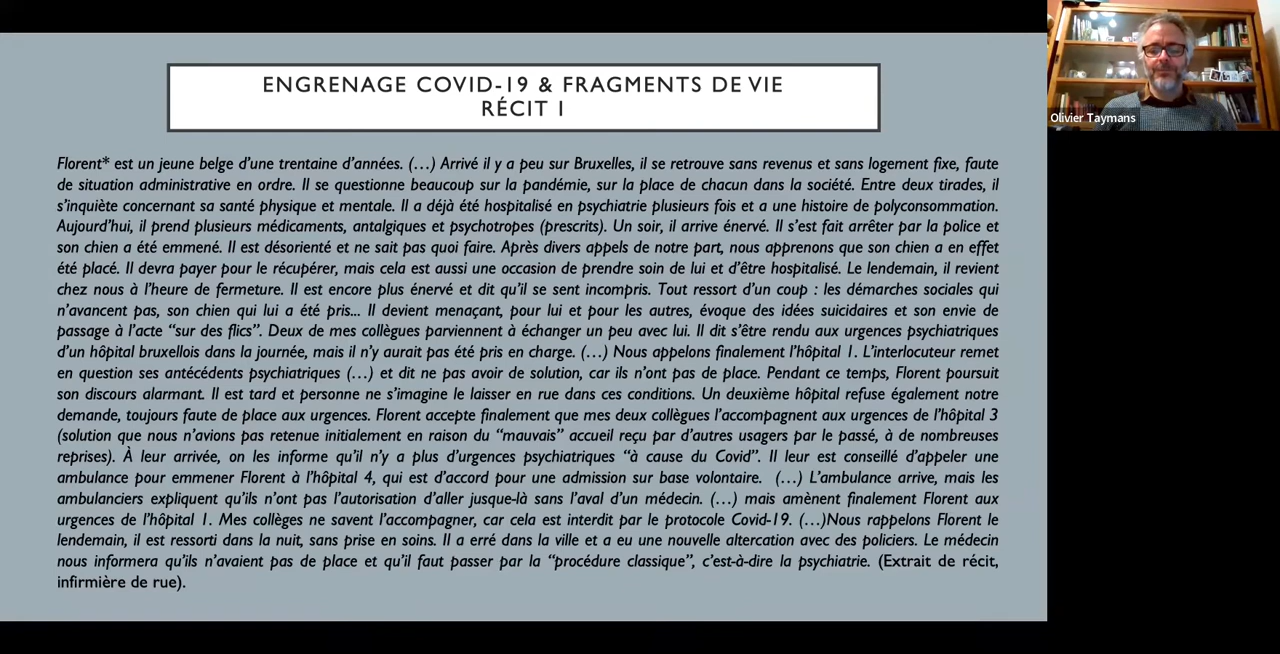 ENGRENAGE COVID-19 & FRAGMENTS DE VIE
RÉCIT I
Florent* est un jeune belge d’une trentaine d’années. (…) Arrivé il y a peu sur Bruxelles, il se retrouve sans revenus et sans logement fixe, faute
de situation administrative en ordre. Il se questionne beaucoup sur la pandémie, sur la place de chacun dans la société. Entre deux tirades, il
s’inquiète concernant sa santé physique et mentale. Il a déjà été hospitalisé en psychiatrie plusieurs fois et a une histoire de polyconsommation.
Aujourd’hui, il prend plusieurs médicaments, antalgiques et psychotropes (prescrits). Un soir, il arrive énervé. Il s’est fait arrêter par la police et
son chien a été emmené. Il est désorienté et ne sait pas quoi faire. Après divers appels de notre part, nous apprenons que son chien a en effet
été placé. Il devra payer pour le récupérer, mais cela est aussi une occasion de prendre soin de lui et d’être hospitalisé. Le lendemain, il revient
chez nous à l’heure de fermeture. Il est encore plus énervé et dit qu’il se sent incompris. Tout ressort d’un coup : les démarches sociales qui
n’avancent pas, son chien qui lui a été pris... Il devient menaçant, pour lui et pour les autres, évoque des idées suicidaires et son envie de
passage à l’acte “sur des flics”. Deux de mes collègues parviennent à échanger un peu avec lui. Il dit s’être rendu aux urgences psychiatriques
d’un hôpital bruxellois dans la journée, mais il n’y aurait pas été pris en charge. (…) Nous appelons finalement l’hôpital 1. L’interlocuteur remet
en question ses antécédents psychiatriques (…) et dit ne pas avoir de solution, car ils n’ont pas de place. Pendant ce temps, Florent poursuit
son discours alarmant. Il est tard et personne ne s’imagine le laisser en rue dans ces conditions. Un deuxième hôpital refuse également notre
demande, toujours faute de place aux urgences. Florent accepte finalement que mes deux collègues l’accompagnent aux urgences de l’hôpital 3
(solution que nous n’avions pas retenue initialement en raison du “mauvais” accueil reçu par d’autres usagers par le passé, à de nombreuses
reprises). À leur arrivée, on les informe qu’il n’y a plus d’urgences psychiatriques “à cause du Covid”. Il leur est conseillé d’appeler une
ambulance pour emmener Florent à l’hôpital 4, qui est d’accord pour une admission sur base volontaire. (…) L’ambulance arrive, mais les
ambulanciers expliquent qu’ils n’ont pas l’autorisation d’aller jusque-là sans l’aval d’un médecin. (…) mais amènent finalement Florent aux
urgences de l’hôpital 1. Mes collèges ne savent l’accompagner, car cela est interdit par le protocole Covid-19. (…)Nous rappelons Florent le
lendemain, il est ressorti dans la nuit, sans prise en soins. Il a erré dans la ville et a eu une nouvelle altercation avec des policiers. Le médecin
nous informera qu’ils n’avaient pas de place et qu’il faut passer par la “procédure classique”, c’est-à-dire la psychiatrie. (Extrait de récit,
infirmière de rue).
Olivier Taymans